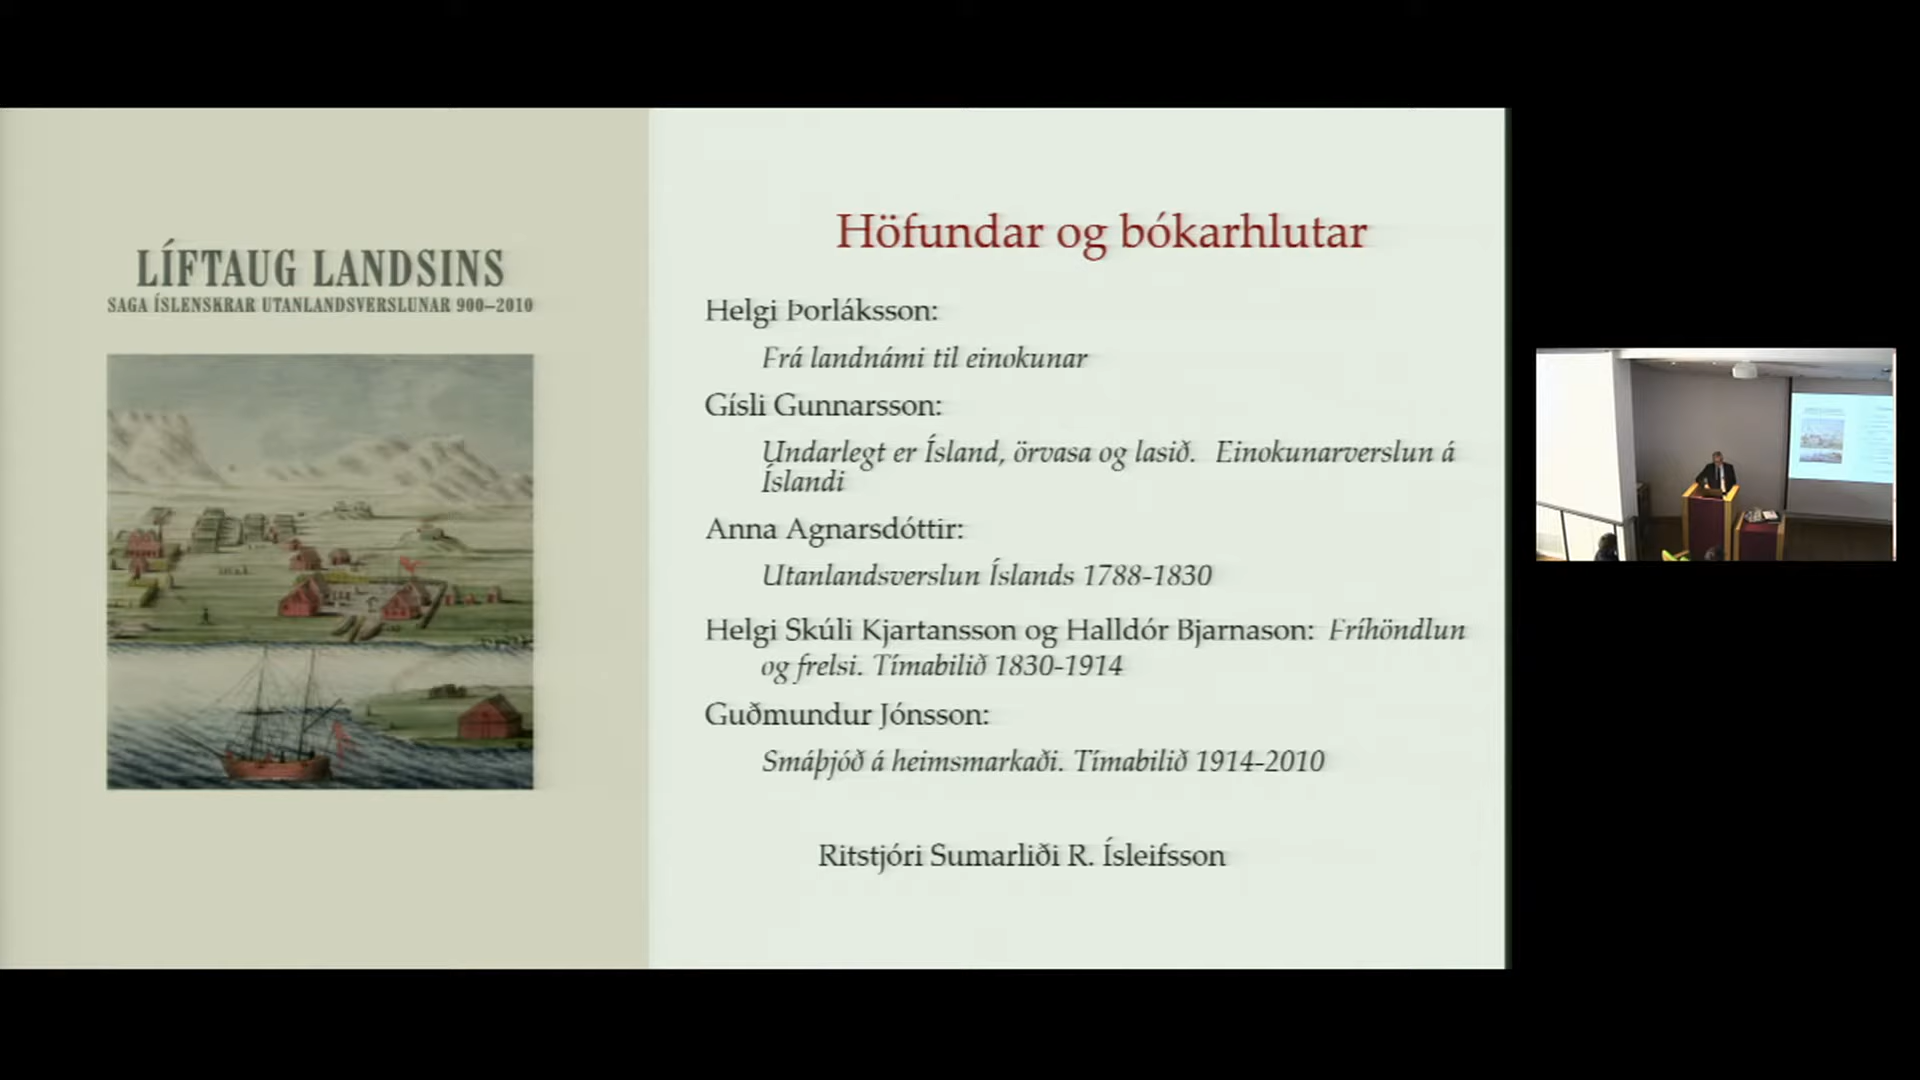 LÍFTAUG LANDSINS
SAGA ÍSLENSKRAR UTANLANDSVERSLUNAR 900–2010
Höfundar og bókarhlutar
Helgi Þorláksson:
Frá landnámi til einokunar
Gísli Gunnarsson:
Undarlegt er Ísland, örvasa og lasið. Einokunarverslun á
Íslandi
Anna Agnarsdóttir:
Utanlandsverslun Íslands 1788-1830
Helgi Skúli Kjartansson og Halldór Bjarnason: Fríhöndlun
og frelsi. Tímabilið 1830-1914
Guðmundur Jónsson:
Smáþjóð á heimsmarkaði. Tímabilið 1914-2010
Ritstjóri Sumarliði R. Ísleifsson